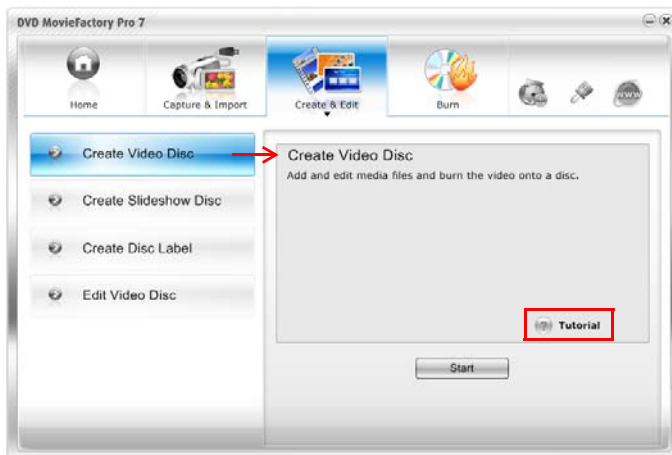 DVD MovieFactory Pro 7
Home
Capture & Import
Create & Edit
Burn
WWW
Create Video Disc
Create Slideshow Disc
Create Disc Label
Edit Video Disc
Create Video Disc
Add and edit media files and burn the video onto a disc.
? Tutorial
Start